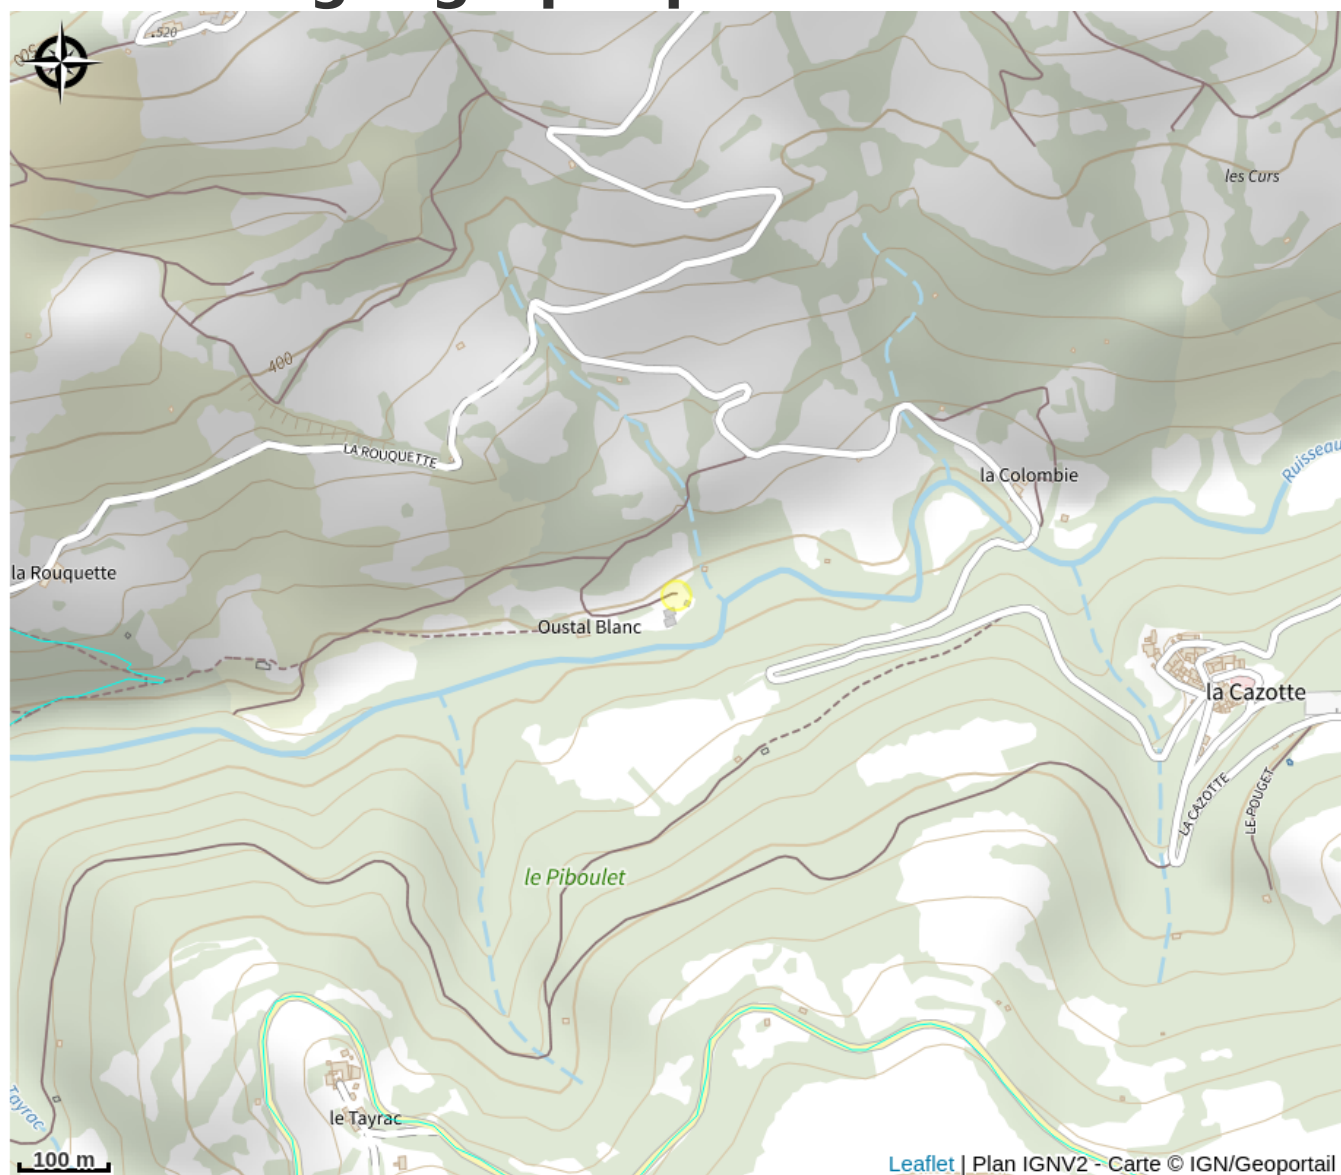 520
500
les Curs
400
LA ROUQUETTE
la Colombie
Ruisseau
la Rouquette
Oustal Blanc
la Cazotte
LA CAZOTTE
LE POUGET
le Piboulet
Tayrac
le Tayrac
100 m
Leaflet | Plan IGNV2 - Carte © IGN/Geoportail